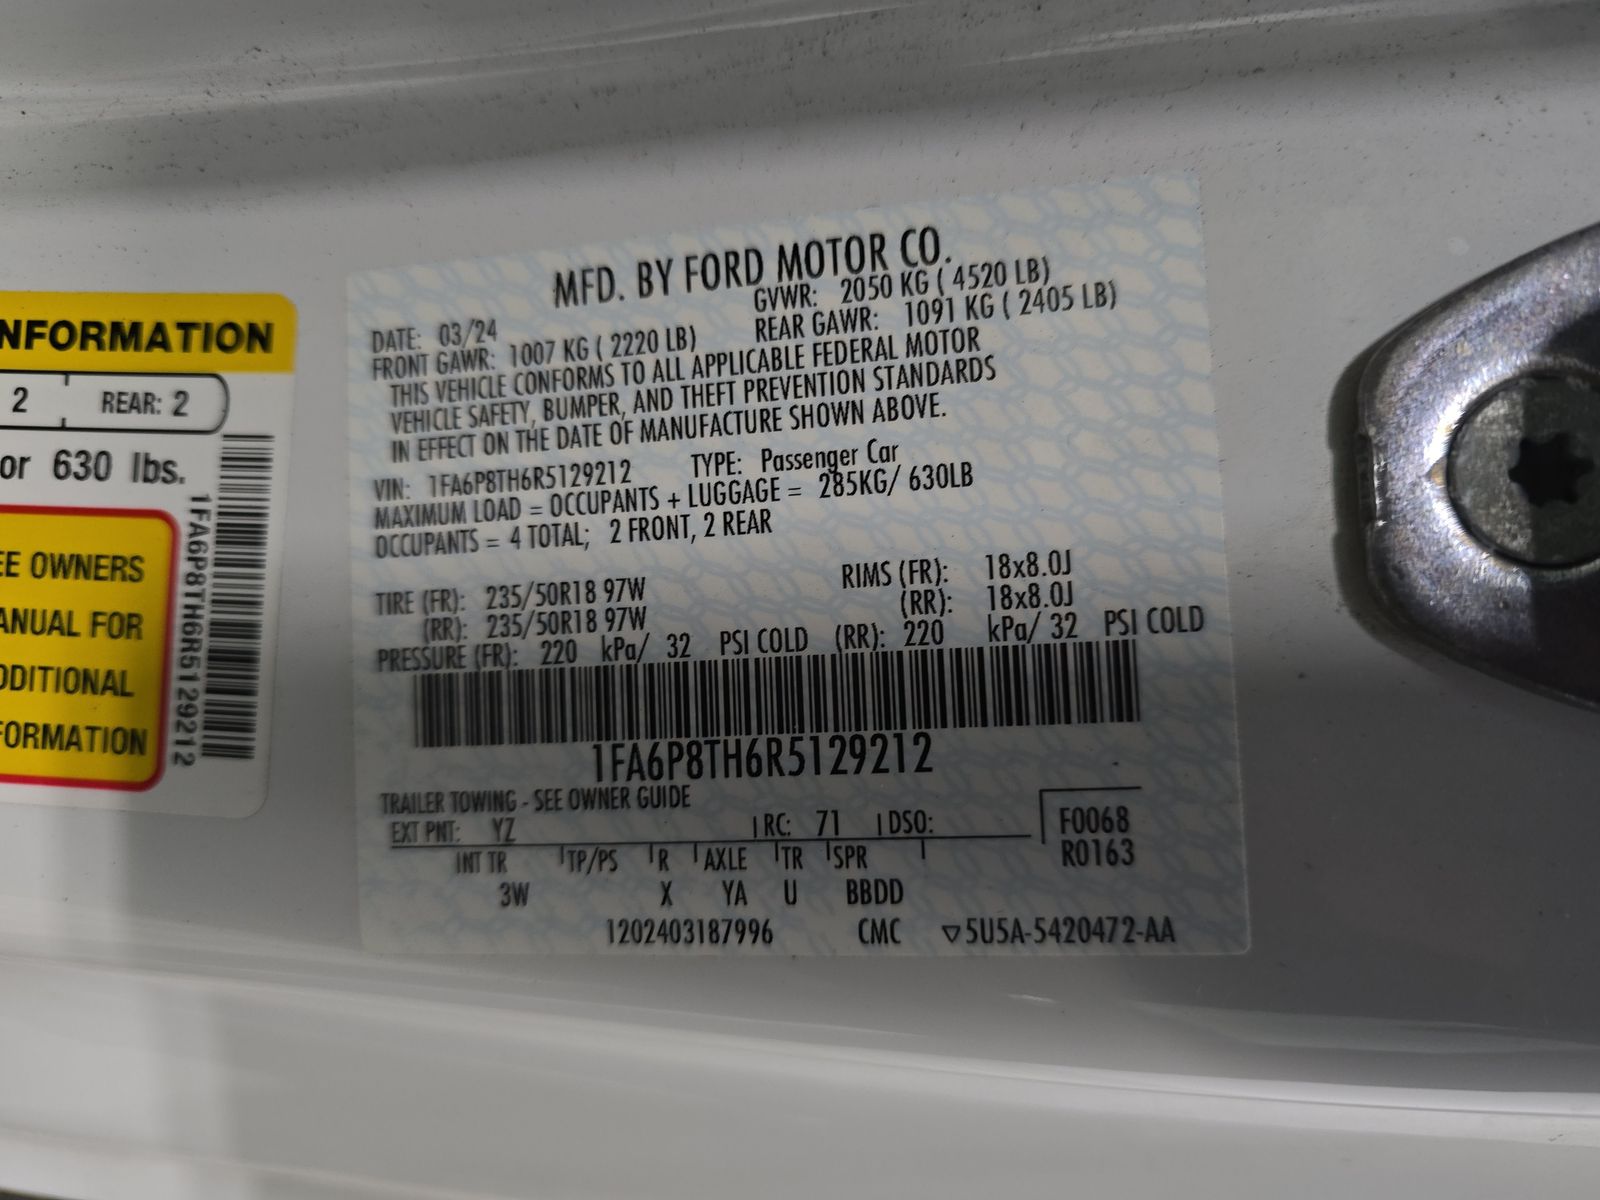 NFORMATION
2 REAR: 2
or 630 lbs.
EE OWNERS
ANUAL FOR
DDITIONAL
FORMATION
1FA6P8TH6R5129212
MFD. BY FORD MOTOR CO.
DATE: 03/24 GVWR: 2050 KG ( 4520 LB)
FRONT GAWR: 1007 KG ( 2220 LB) REAR GAWR: 1091 KG ( 2405 LB)
THIS VEHICLE CONFORMS TO ALL APPLICABLE FEDERAL MOTOR
VEHICLE SAFETY, BUMPER, AND THEFT PREVENTION STANDARDS
IN EFFECT ON THE DATE OF MANUFACTURE SHOWN ABOVE.
VIN: 1FA6P8TH6R5129212 TYPE: Passenger Car
MAXIMUM LOAD = OCCUPANTS + LUGGAGE = 285KG/ 630LB
OCCUPANTS = 4 TOTAL; 2 FRONT, 2 REAR
TIRE (FR): 235/50R18 97W RIMS (FR): 18x8.0J
(RR): 235/50R18 97W (RR): 18x8.0J
PRESSURE (FR): 220 kPa/ 32 PSI COLD (RR): 220 kPa/ 32 PSI COLD
1FA6P8TH6R5129212
TRAILER TOWING - SEE OWNER GUIDE
EXT PNT: YZ RC: 71 DSO: F0068
INT TR TP/PS R AXLE TR SPR R0163
3W X YA U BBDD
1202403187996 CMC ▽5U5A-5420472-AA